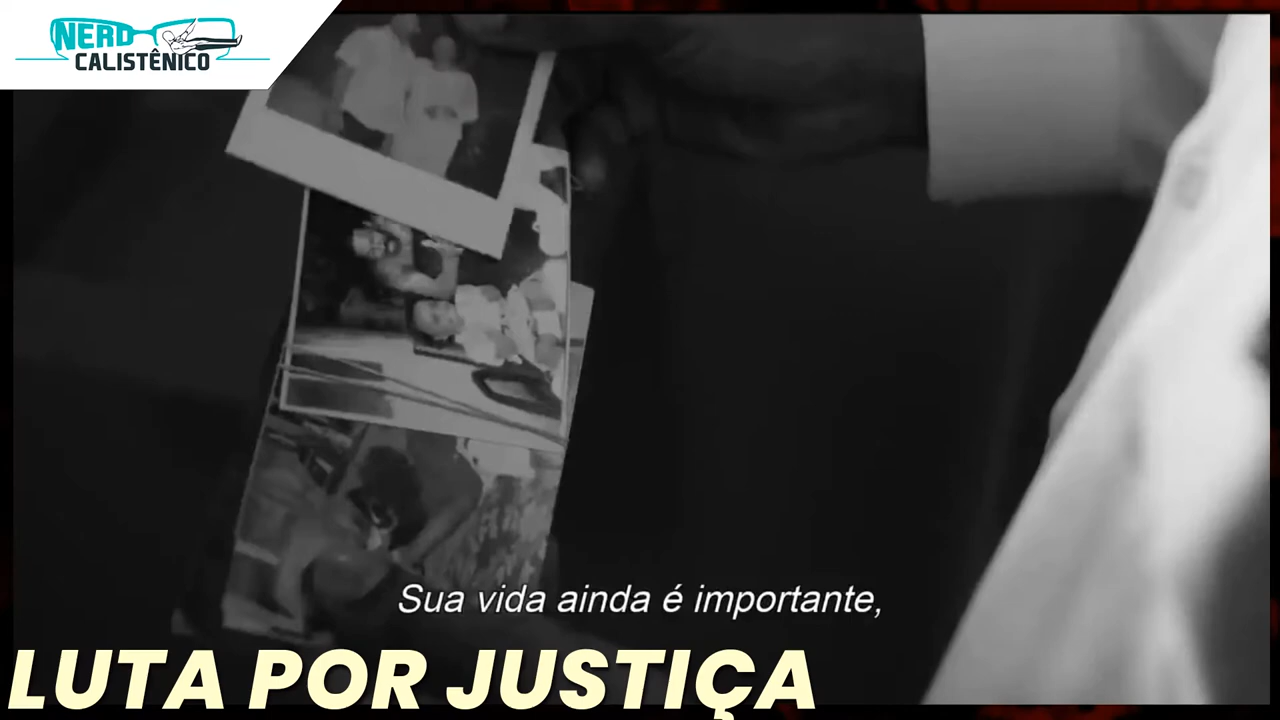 NERD
CALISTÊNICO
Sua vida ainda é importante,
LUTA POR JUSTIÇA